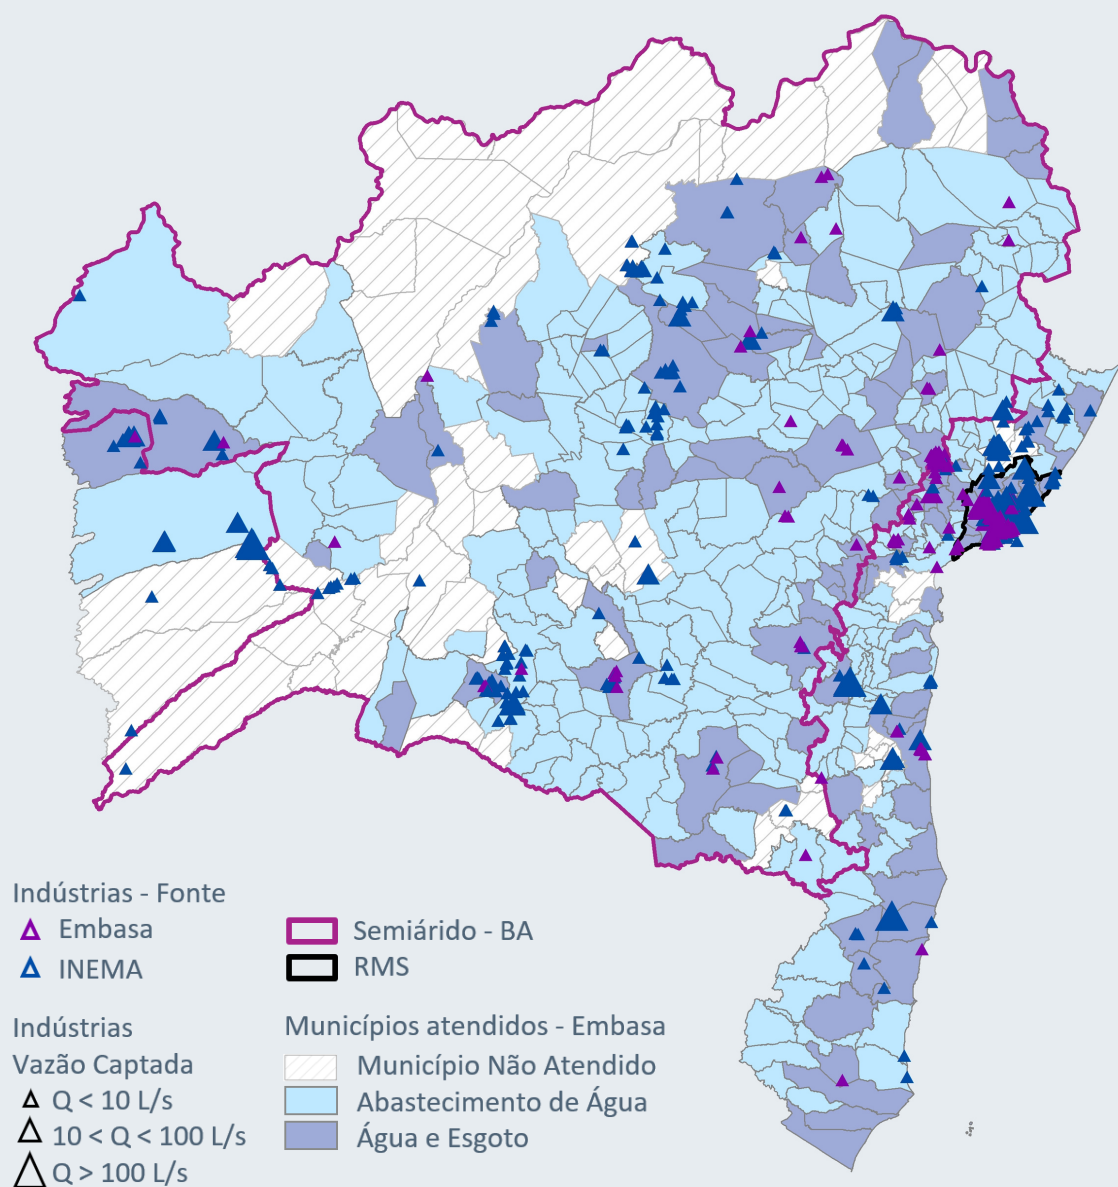 Indústrias - Fonte
Embasa
INEMA
Indústrias
Vazão Captada
Q < 10 L/s
10 < Q < 100 L/s
Q > 100 L/s
Semiárido - BA
RMS
Municípios atendidos - Embasa
Município Não Atendido
Abastecimento de Água
Água e Esgoto